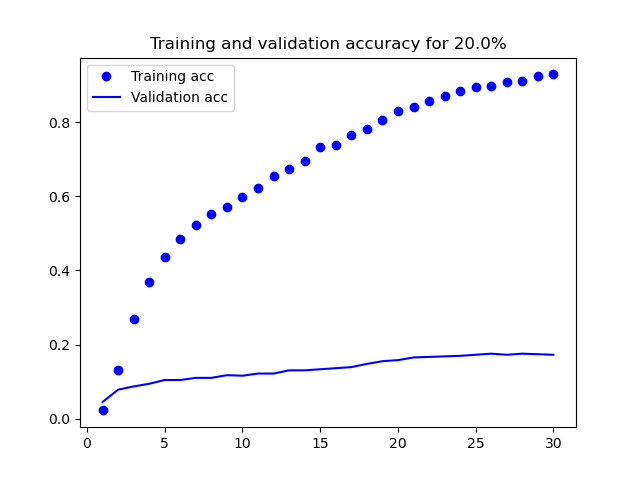 Training and validation accuracy for 20.0%
Training acc
Validation acc
0.8
0.6
0.4
0.2
0.0
0 5 10 15 20 25 30